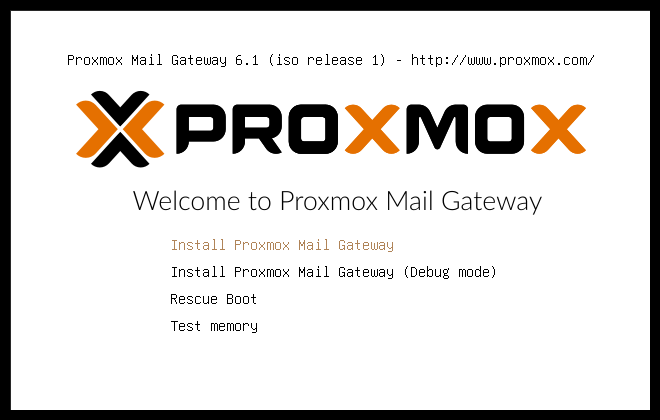 Proxmox Mail Gateway 6.1 (iso release 1) - http://www.proxmox.com/
PROXMOX
Welcome to Proxmox Mail Gateway
Install Proxmox Mail Gateway
Install Proxmox Mail Gateway (Debug mode)
Rescue Boot
Test memory